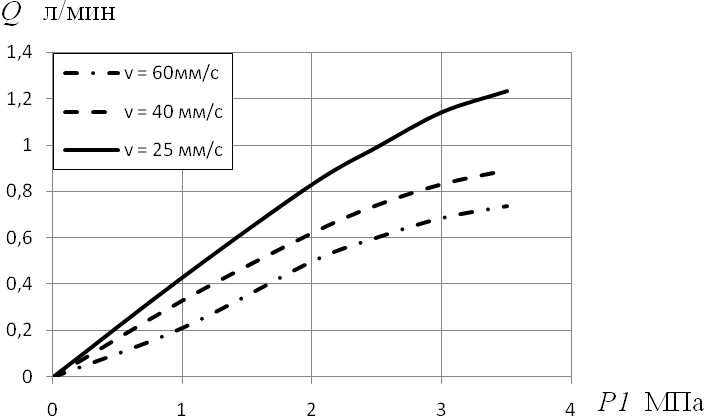 Q л/мин
1,4
1,2
1
0,8
0,6
0,4
0,2
0
v = 60мм/с
v = 40 мм/с
v = 25 мм/с
0 1 2 3 4
P1 МПа